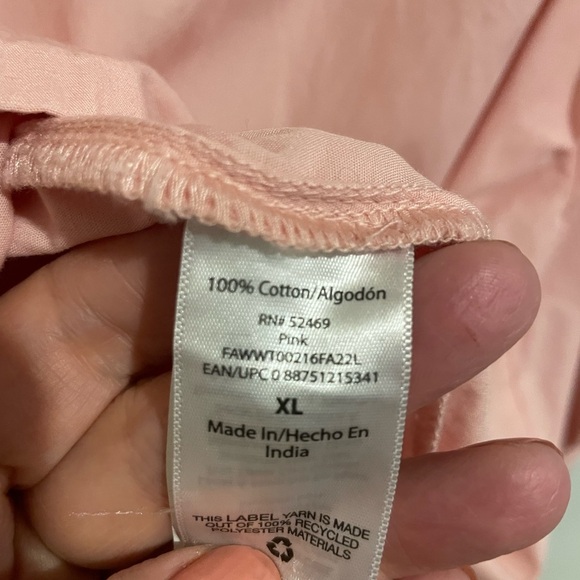 100% Cotton/Algodón
RN# 52469
Pink
FAWWT00216FA22L
EAN/UPC 0 88751215341
XL
Made In/Hecho En
India
THIS LABEL YARN IS MADE
OUT OF 100% RECYCLED
POLYESTER MATERIALS